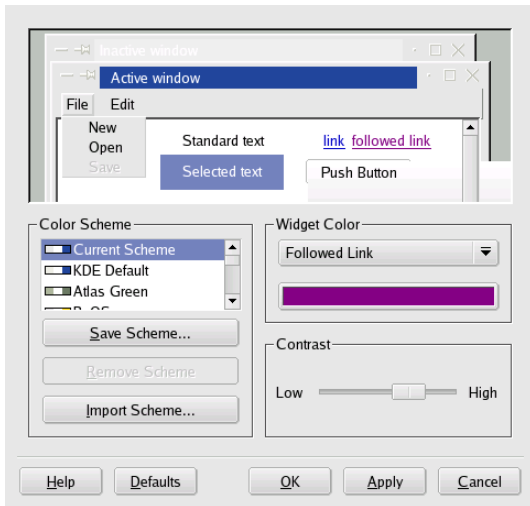 Inactive window
Active window
File Edit
New
Open
Save
Standard text link followed link
Selected text Push Button
Color Scheme
Current Scheme
KDE Default
Atlas Green
Save Scheme...
Remove Scheme
Import Scheme...
Widget Color
Followed Link
Contrast
Low High
Help Defaults OK Apply Cancel